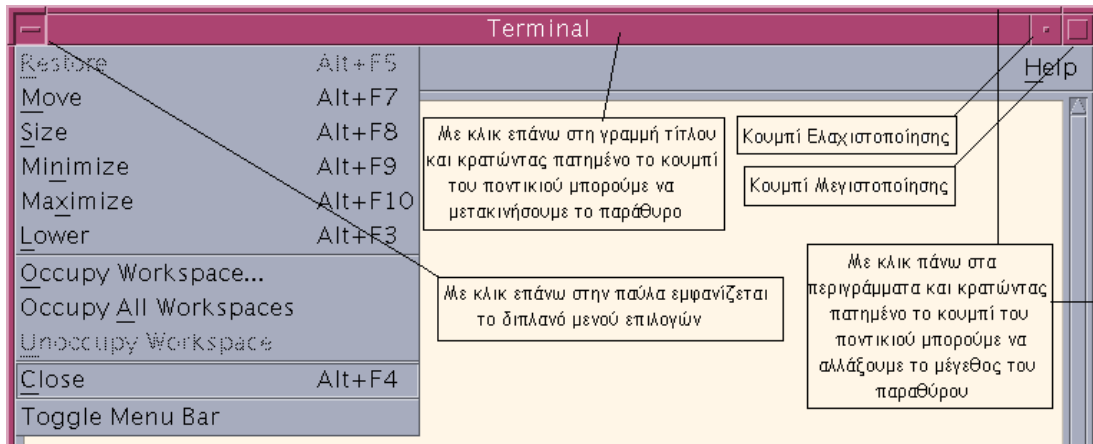 Terminal
Restore Alt+F5
Help
Move Alt+F7
Size Alt+F8
Minimize Alt+F9
Maximize Alt+F10
Lower Alt+F3
Occupy Workspace...
Occupy All Workspaces
Unoccupy Workspace
Close Alt+F4
Toggle Menu Bar
Με κλικ επάνω στη γραμμή τίτλου
και κρατώντας πατημένο το κουμπί
του ποντικιού μπορούμε να
μετακινήσουμε το παράθυρο
Κουμπί Ελαχιστοποίησης
Κουμπί Μεγιστοποίησης
Με κλικ επάνω στην παύλα εμφανίζεται
το διπλανό μενού επιλογών
Με κλικ πάνω στα
περιγράμματα και κρατώντας
πατημένο το κουμπί του
ποντικιού μπορούμε να
αλλάξουμε το μέγεθος του
παραθύρου